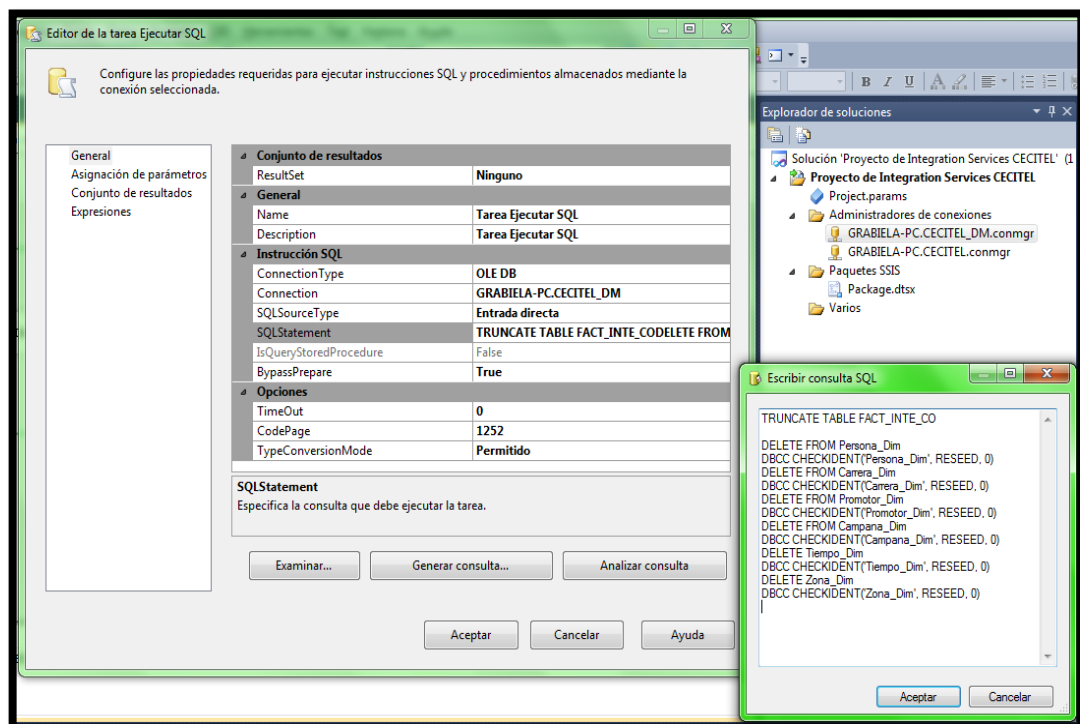 Editor de la tarea Ejecutar SQL
Configure las propiedades requeridas para ejecutar instrucciones SQL y procedimientos almacenados mediante la
conexión seleccionada.
General
Asignación de parámetros
Conjunto de resultados
Expresiones
Conjunto de resultados
ResultSet Ninguno
General
Name Tarea Ejecutar SQL
Description Tarea Ejecutar SQL
Instrucción SQL
ConnectionType OLE DB
Connection GRABIELA-PC.CECITEL_DM
SQLSourceType Entrada directa
SQLStatement TRUNCATE TABLE FACT_INTE_CODELETE FROM
IsQueryStoredProcedure False
BypassPrepare True
Opciones
TimeOut 0
CodePage 1252
TypeConversionMode Permitido
SQLStatement
Especifica la consulta que debe ejecutar la tarea.
Examinar... Generar consulta... Analizar consulta
Aceptar Cancelar Ayuda
B I U A
Explorador de soluciones
Solución 'Proyecto de Integration Services CECITEL' (1
Proyecto de Integration Services CECITEL
Project.params
Administradores de conexiones
GRABIELA-PC.CECITEL_DM.conmgr
GRABIELA-PC.CECITEL.conmgr
Paquetes SSIS
Package.dtsx
Varios
Escribir consulta SQL
TRUNCATE TABLE FACT_INTE_CO
DELETE FROM Persona_Dim
DBCC CHECKIDENT('Persona_Dim', RESEED, 0)
DELETE FROM Carrera_Dim
DBCC CHECKIDENT('Carrera_Dim', RESEED, 0)
DELETE FROM Promotor_Dim
DBCC CHECKIDENT('Promotor_Dim', RESEED, 0)
DELETE FROM Campana_Dim
DBCC CHECKIDENT('Campana_Dim', RESEED, 0)
DELETE Tiempo_Dim
DBCC CHECKIDENT('Tiempo_Dim', RESEED, 0)
DELETE Zona_Dim
DBCC CHECKIDENT('Zona_Dim', RESEED, 0)
Aceptar Cancelar